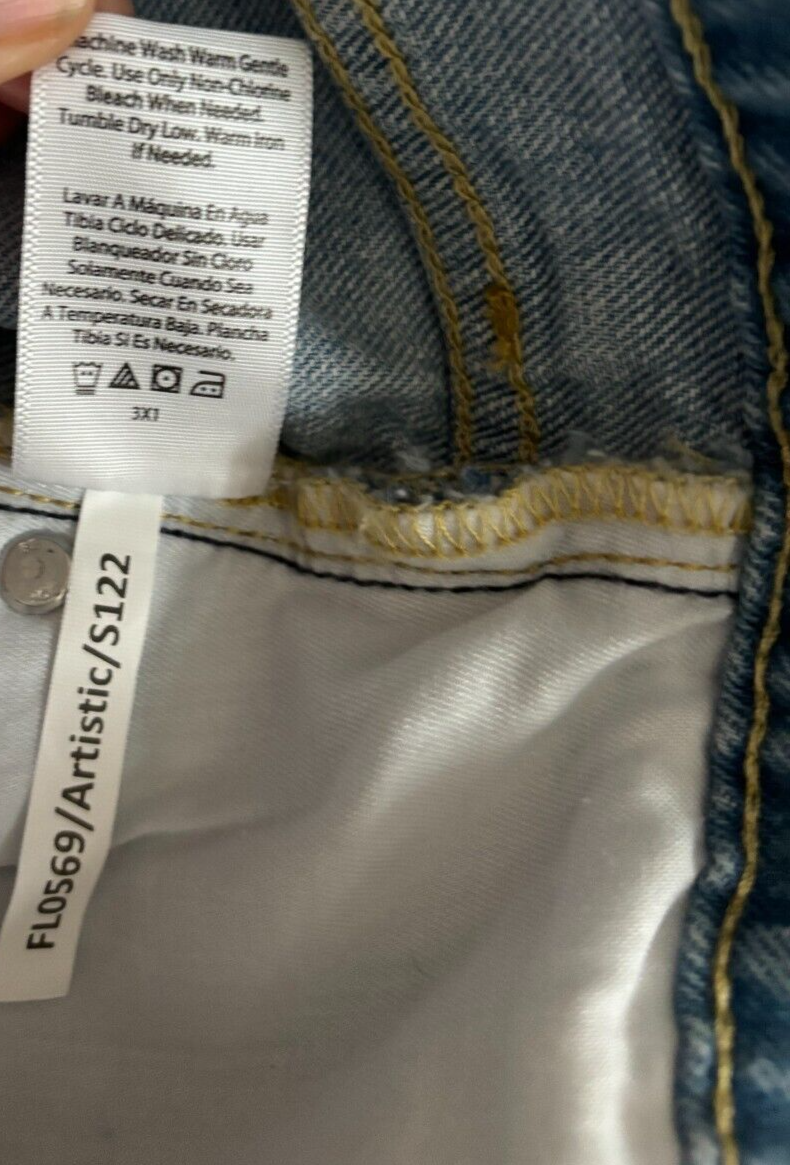 Machine Wash Warm Gentle
Cycle. Use Only Non-Chlorine
Bleach When Needed.
Tumble Dry Low. Warm Iron
If Needed.
Lavar A Máquina En Agua
Tibia Ciclo Delicado. Usar
Blanqueador Sin Cloro
Solamente Cuando Sea
Necesario. Secar En Secadora
A Temperatura Baja. Plancha
Tibia Si Es Necesario.
3X1
FL0569/Artistic/S122